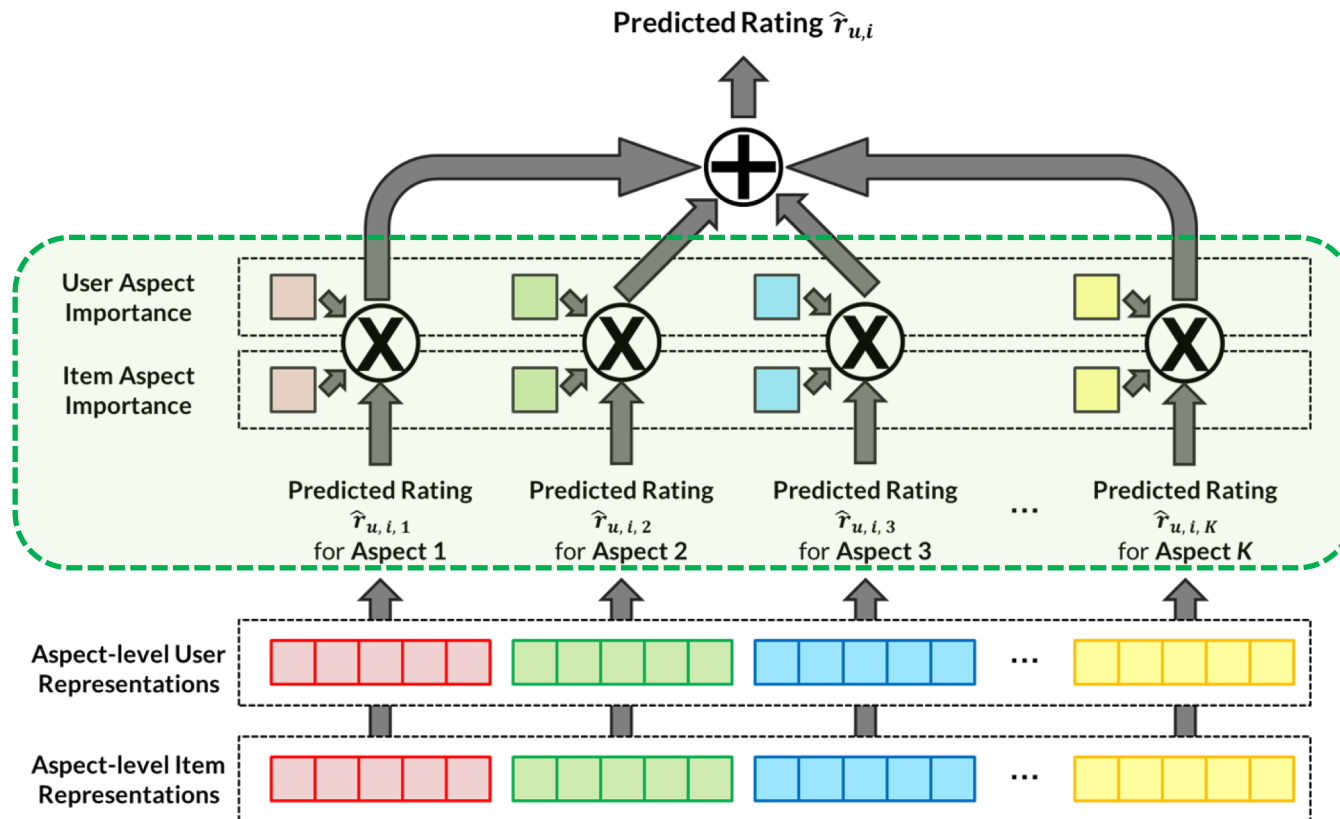 Predicted Rating r̂u,i
User Aspect
Importance
Item Aspect
Importance
Predicted Rating
r̂u, i, 1
for Aspect 1
Predicted Rating
r̂u, i, 2
for Aspect 2
Predicted Rating
r̂u, i, 3
for Aspect 3
...
Predicted Rating
r̂u, i, K
for Aspect K
Aspect-level User
Representations
...
Aspect-level Item
Representations
...